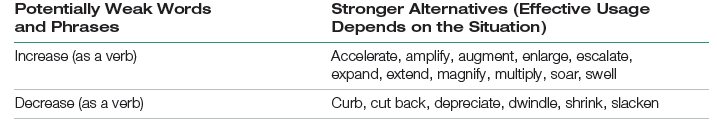 Potentially Weak Words and Phrases
Stronger Alternatives (Effective Usage Depends on the Situation)
Increase (as a verb)
Accelerate, amplify, augment, enlarge, escalate,
expand, extend, magnify, multiply, soar, swell
Decrease (as a verb)
Curb, cut back, depreciate, dwindle, shrink, slacken